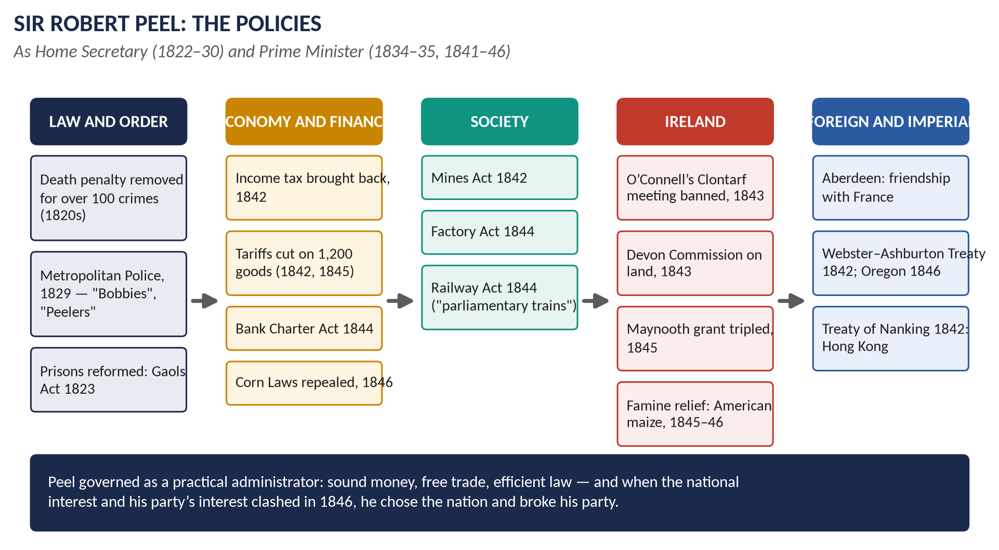 SIR ROBERT PEEL: THE POLICIES
As Home Secretary (1822–30) and Prime Minister (1834–35, 1841–46)
LAW AND ORDER
Death penalty removed
for over 100 crimes
(1820s)
Metropolitan Police,
1829 — "Bobbies",
"Peelers"
Prisons reformed: Gaols
Act 1823
CONOMY AND FINANC
Income tax brought back,
1842
Tariffs cut on 1,200
goods (1842, 1845)
Bank Charter Act 1844
Corn Laws repealed, 1846
SOCIETY
Mines Act 1842
Factory Act 1844
Railway Act 1844
("parliamentary trains")
IRELAND
O’Connell’s Clontarf
meeting banned, 1843
Devon Commission on
land, 1843
Maynooth grant tripled,
1845
Famine relief: American
maize, 1845–46
FOREIGN AND IMPERIAL
Aberdeen: friendship
with France
Webster–Ashburton Treaty
1842; Oregon 1846
Treaty of Nanking 1842:
Hong Kong
Peel governed as a practical administrator: sound money, free trade, efficient law — and when the national
interest and his party’s interest clashed in 1846, he chose the nation and broke his party.